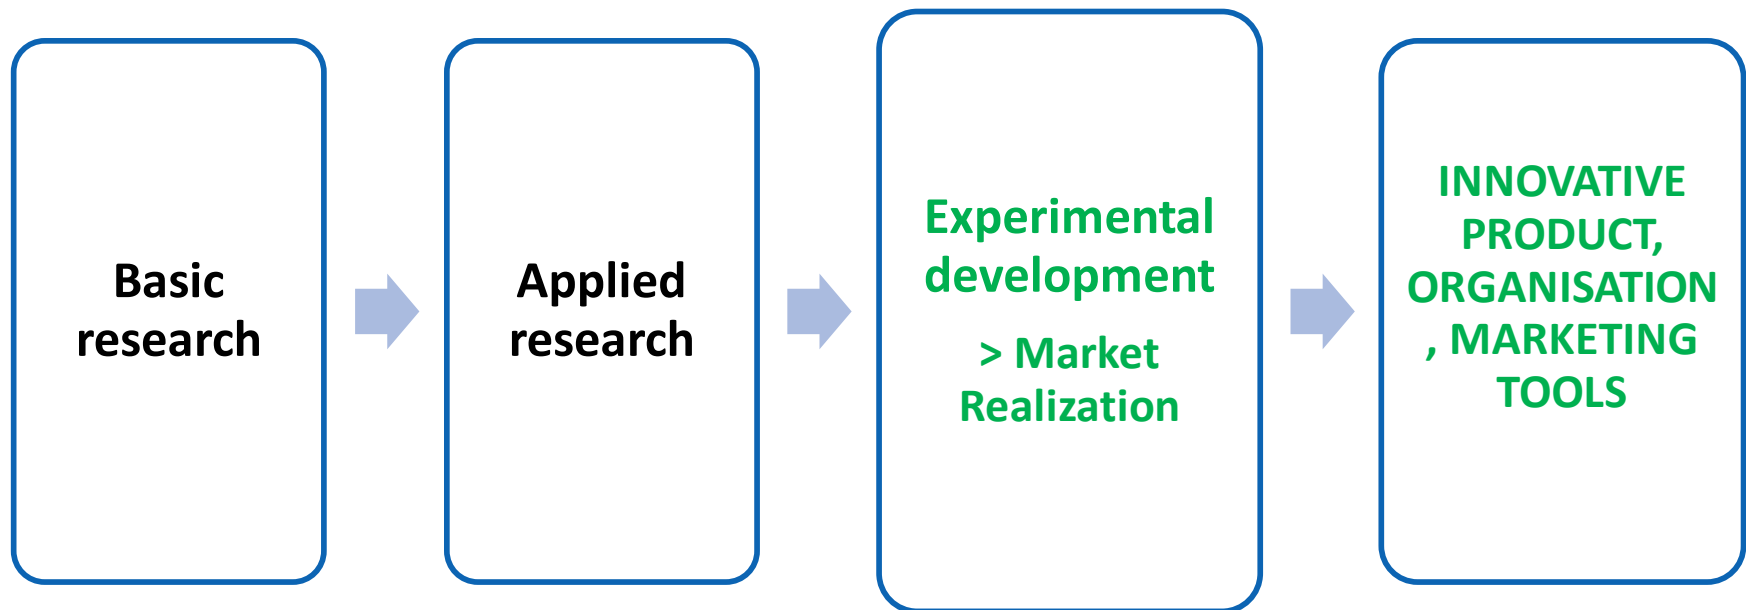 Basic
research
Applied
research
Experimental
development
> Market
Realization
INNOVATIVE
PRODUCT,
ORGANISATION
, MARKETING
TOOLS